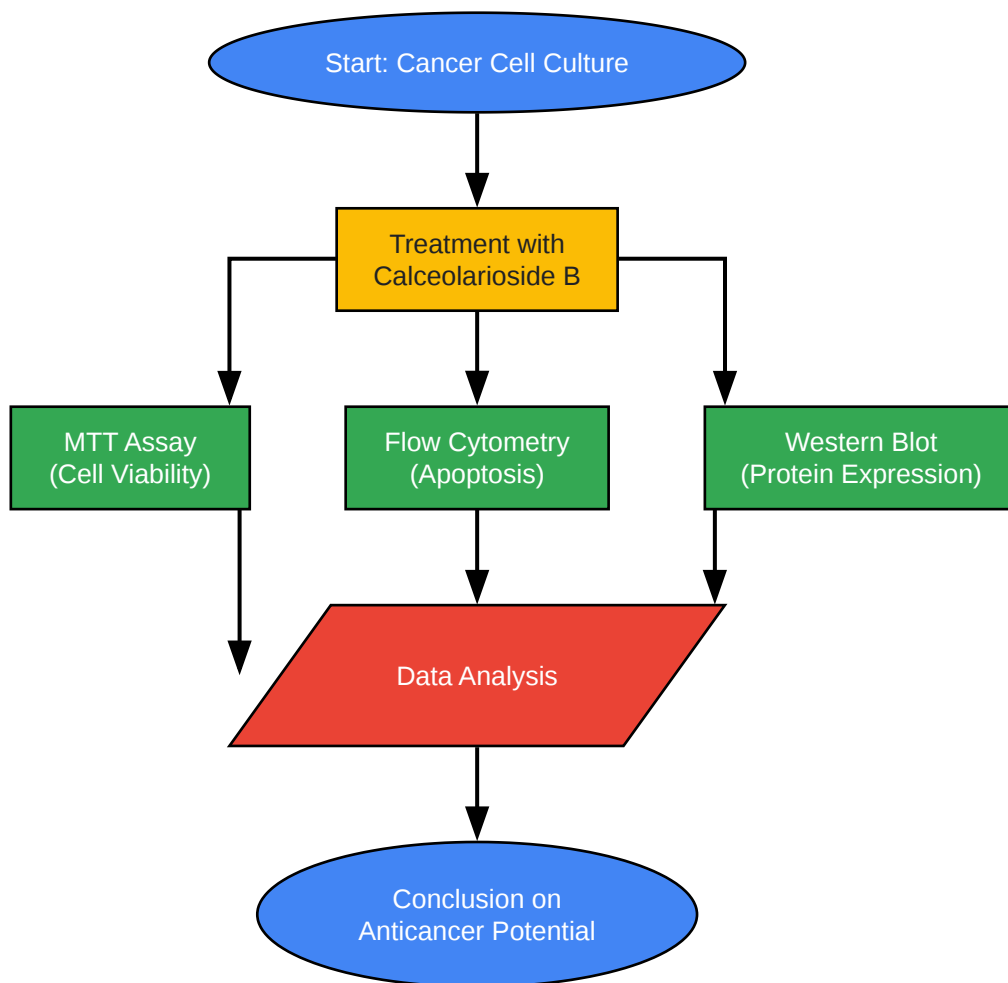 Start: Cancer Cell Culture
Treatment with
Calceolarioside B
MTT Assay
(Cell Viability)
Flow Cytometry
(Apoptosis)
Western Blot
(Protein Expression)
Data Analysis
Conclusion on
Anticancer Potential